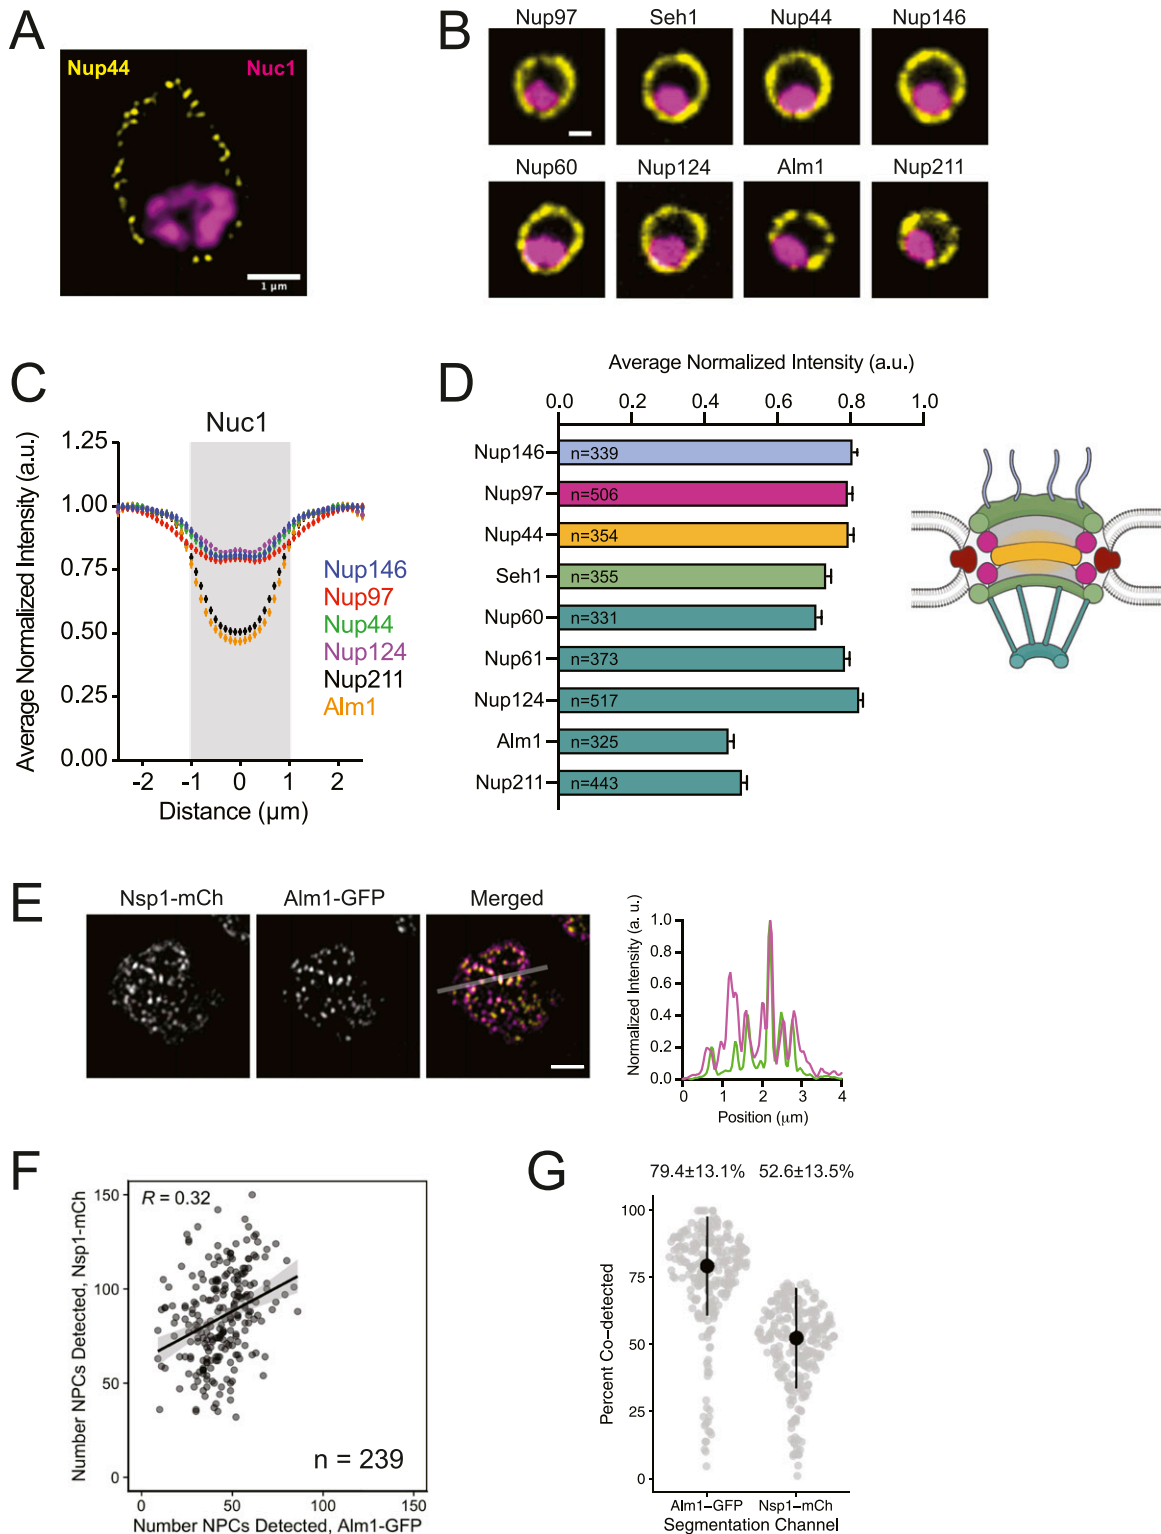 A
Nup44
Nuc1
1 µm
B
Nup97
Seh1
Nup44
Nup146
Nup60
Nup124
Alm1
Nup211
C
Nuc1
Average Normalized Intensity (a.u.)
1.25
1.00
0.75
0.50
0.25
0.00
-2
-1
0
1
2
Distance (µm)
Nup146
Nup97
Nup44
Nup124
Nup211
Alm1
D
Average Normalized Intensity (a.u.)
0.0
0.2
0.4
0.6
0.8
1.0
Nup146
n=339
Nup97
n=506
Nup44
n=354
Seh1
n=355
Nup60
n=331
Nup61
n=373
Nup124
n=517
Alm1
n=325
Nup211
n=443
E
Nsp1-mCh
Alm1-GFP
Merged
Normalized Intensity (a. u.)
1.0
0.8
0.6
0.4
0.2
0.0
0
1
2
3
4
Position (µm)
F
Number NPCs Detected, Nsp1-mCh
150
100
50
0
R = 0.32
n = 239
0
50
100
150
Number NPCs Detected, Alm1-GFP
G
79.4±13.1%
52.6±13.5%
Percent Co-detected
100
75
50
25
0
Alm1-GFP
Nsp1-mCh
Segmentation Channel